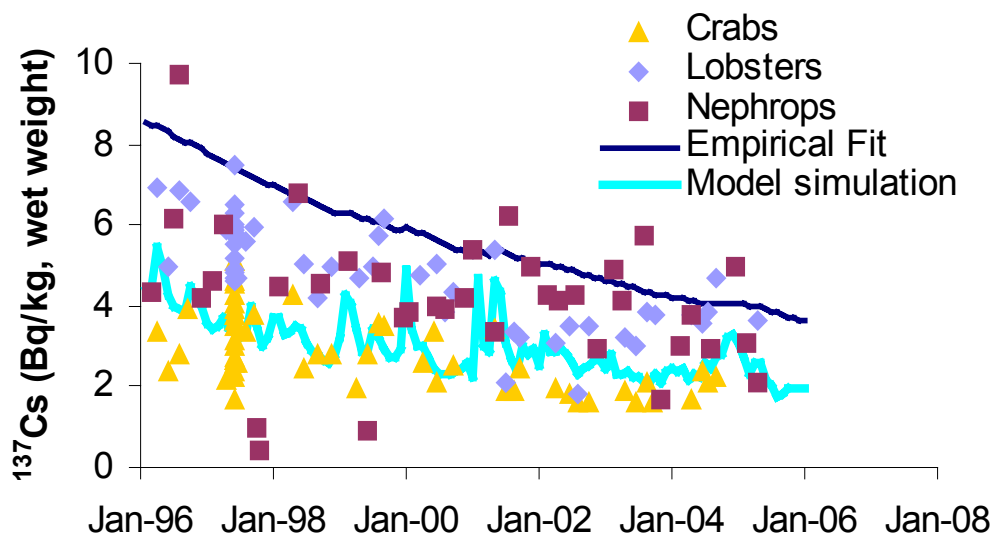 Crabs
Lobsters
Nephrops
Empirical Fit
Model simulation
¹³⁷Cs (Bq/kg, wet weight)
10
8
6
4
2
0
Jan-96 Jan-98 Jan-00 Jan-02 Jan-04 Jan-06 Jan-08